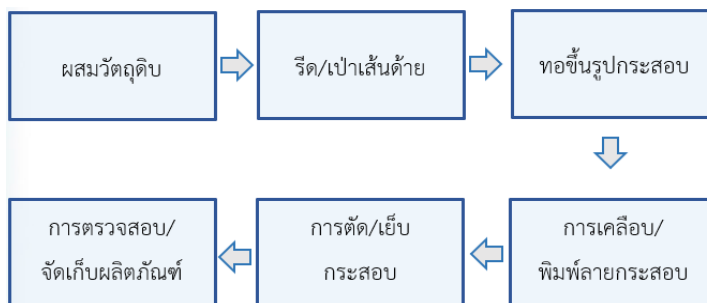 ผสมวัตถุดิบ
รีด/เป่าเส้นด้าย
ทอขึ้นรูปกระสอบ
การเคลือบ/
พิมพ์ลายกระสอบ
การตัด/เย็บ
กระสอบ
การตรวจสอบ/
จัดเก็บผลิตภัณฑ์